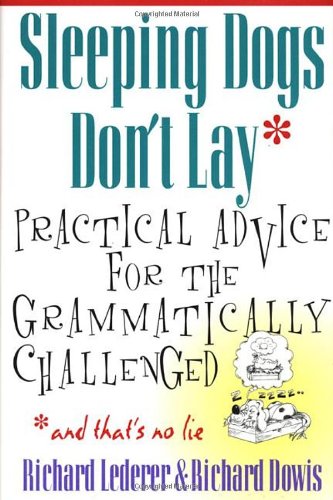 Sleeping Dogs
Don't Lay*
PRACTICAL ADVICE
FOR THE
GRAMMATICALLY
CHALLENGED
*and that's no lie
Richard Lederer & Richard Dowis